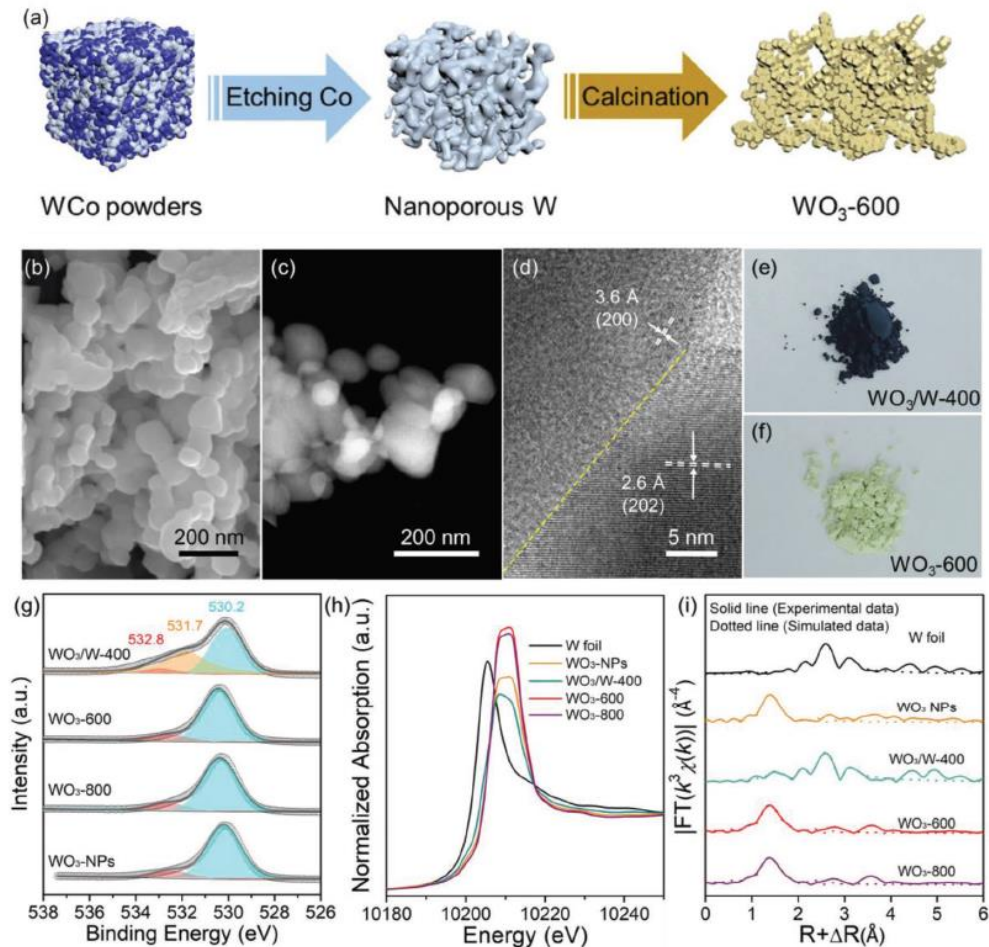 (a)
Etching Co
Calcination
WCo powders
Nanoporous W
WO₃-600
(b)
200 nm
(c)
200 nm
(d)
3.6 Å
(200)
2.6 Å
(202)
5 nm
(e)
WO₃/W-400
(f)
WO₃-600
(g)
532.8
531.7
530.2
WO₃/W-400
WO₃-600
WO₃-800
WO₃-NPs
Intensity (a.u.)
538 536 534 532 530 528 526
Binding Energy (eV)
(h)
W foil
WO₃-NPs
WO₃/W-400
WO₃-600
WO₃-800
Normalized Absorption (a.u.)
10180 10200 10220 10240
Energy (eV)
(i)
Solid line (Experimental data)
Dotted line (Simulated data)
W foil
WO₃ NPs
WO₃/W-400
WO₃-600
WO₃-800
|FT(k³χ(k))| (Å⁻⁴)
0 1 2 3 4 5 6
R+ΔR(Å)